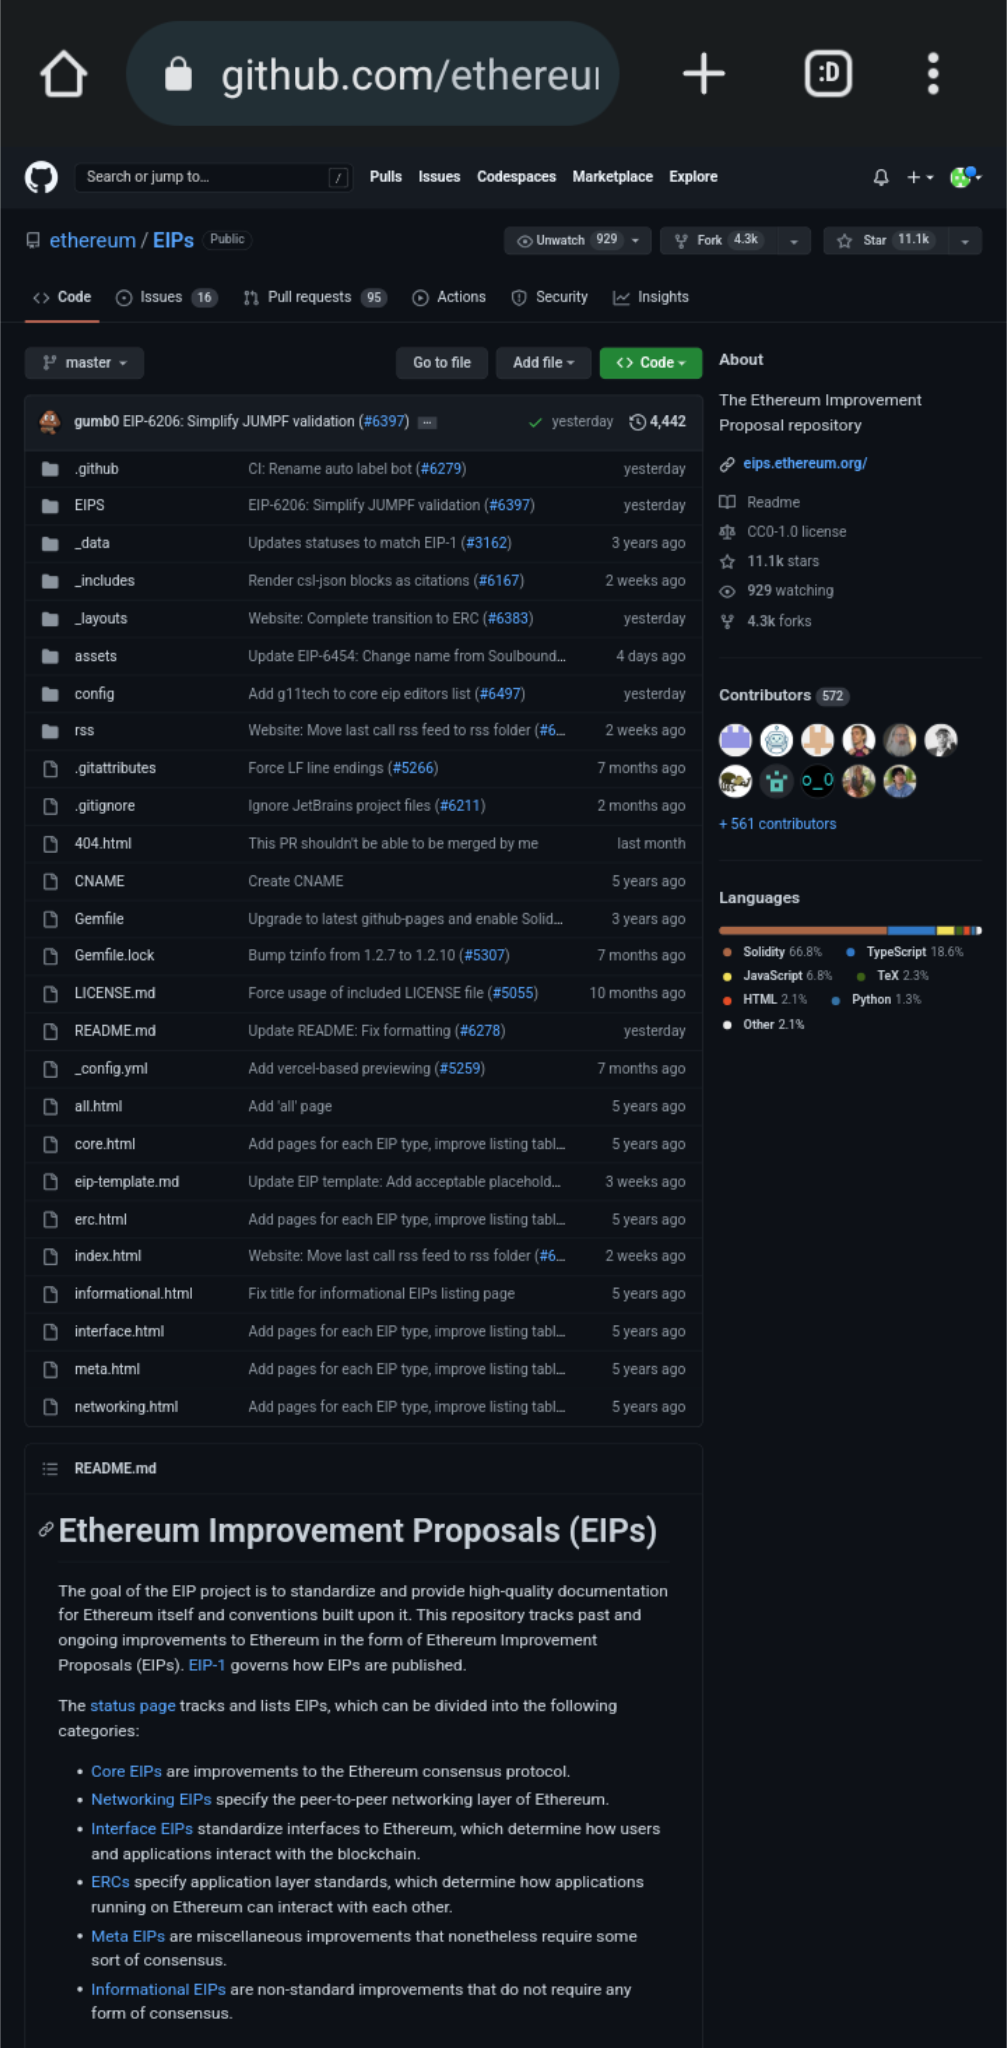 github.com/ethereu
:D
Search or jump to... /
Pulls Issues Codespaces Marketplace Explore
ethereum / EIPs Public
Unwatch 929 Fork 4.3k Star 11.1k
Code Issues 16 Pull requests 95 Actions Security Insights
master Go to file Add file Code
gumb0 EIP-6206: Simplify JUMPF validation (#6397) ... yesterday 4,442
.github CI: Rename auto label bot (#6279) yesterday
EIPS EIP-6206: Simplify JUMPF validation (#6397) yesterday
_data Updates statuses to match EIP-1 (#3162) 3 years ago
_includes Render csl-json blocks as citations (#6167) 2 weeks ago
_layouts Website: Complete transition to ERC (#6383) yesterday
assets Update EIP-6454: Change name from Soulbound... 4 days ago
config Add g11tech to core eip editors list (#6497) yesterday
rss Website: Move last call rss feed to rss folder (#6... 2 weeks ago
.gitattributes Force LF line endings (#5266) 7 months ago
.gitignore Ignore JetBrains project files (#6211) 2 months ago
404.html This PR shouldn't be able to be merged by me last month
CNAME Create CNAME 5 years ago
Gemfile Upgrade to latest github-pages and enable Solid... 3 years ago
Gemfile.lock Bump tzinfo from 1.2.7 to 1.2.10 (#5307) 7 months ago
LICENSE.md Force usage of included LICENSE file (#5055) 10 months ago
README.md Update README: Fix formatting (#6278) yesterday
_config.yml Add vercel-based previewing (#5259) 7 months ago
all.html Add 'all' page 5 years ago
core.html Add pages for each EIP type, improve listing tabl... 5 years ago
eip-template.md Update EIP template: Add acceptable placehold... 3 weeks ago
erc.html Add pages for each EIP type, improve listing tabl... 5 years ago
index.html Website: Move last call rss feed to rss folder (#6... 2 weeks ago
informational.html Fix title for informational EIPs listing page 5 years ago
interface.html Add pages for each EIP type, improve listing tabl... 5 years ago
meta.html Add pages for each EIP type, improve listing tabl... 5 years ago
networking.html Add pages for each EIP type, improve listing tabl... 5 years ago
About
The Ethereum Improvement
Proposal repository
eips.ethereum.org/
Readme
CC0-1.0 license
11.1k stars
929 watching
4.3k forks
Contributors 572
o_O
+ 561 contributors
Languages
Solidity 66.8% TypeScript 18.6%
JavaScript 6.8% TeX 2.3%
HTML 2.1% Python 1.3%
Other 2.1%
README.md
Ethereum Improvement Proposals (EIPs)
The goal of the EIP project is to standardize and provide high-quality documentation
for Ethereum itself and conventions built upon it. This repository tracks past and
ongoing improvements to Ethereum in the form of Ethereum Improvement
Proposals (EIPs). EIP-1 governs how EIPs are published.
The status page tracks and lists EIPs, which can be divided into the following
categories:
• Core EIPs are improvements to the Ethereum consensus protocol.
• Networking EIPs specify the peer-to-peer networking layer of Ethereum.
• Interface EIPs standardize interfaces to Ethereum, which determine how users
and applications interact with the blockchain.
• ERCs specify application layer standards, which determine how applications
running on Ethereum can interact with each other.
• Meta EIPs are miscellaneous improvements that nonetheless require some
sort of consensus.
• Informational EIPs are non-standard improvements that do not require any
form of consensus.